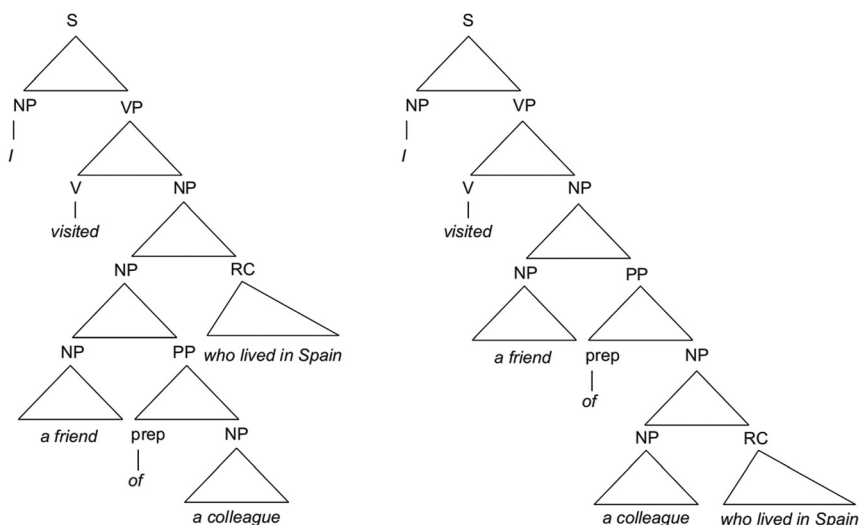 S
NP VP
I
V NP
visited
NP RC
NP PP who lived in Spain
a friend prep NP
of
a colleague
S
NP VP
I
V NP
visited
NP PP
a friend prep NP
of
NP RC
a colleague who lived in Spain